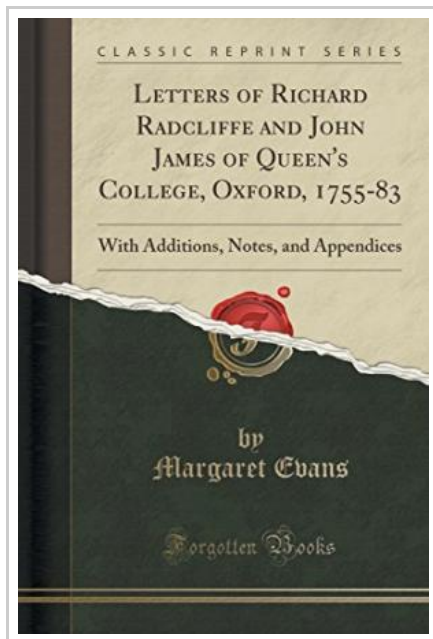 CLASSIC REPRINT SERIES
LETTERS OF RICHARD
RADCLIFFE AND JOHN
JAMES OF QUEEN'S
COLLEGE, OXFORD, 1755-83
With Additions, Notes, and Appendices
by
Margaret Evans
Forgotten Books